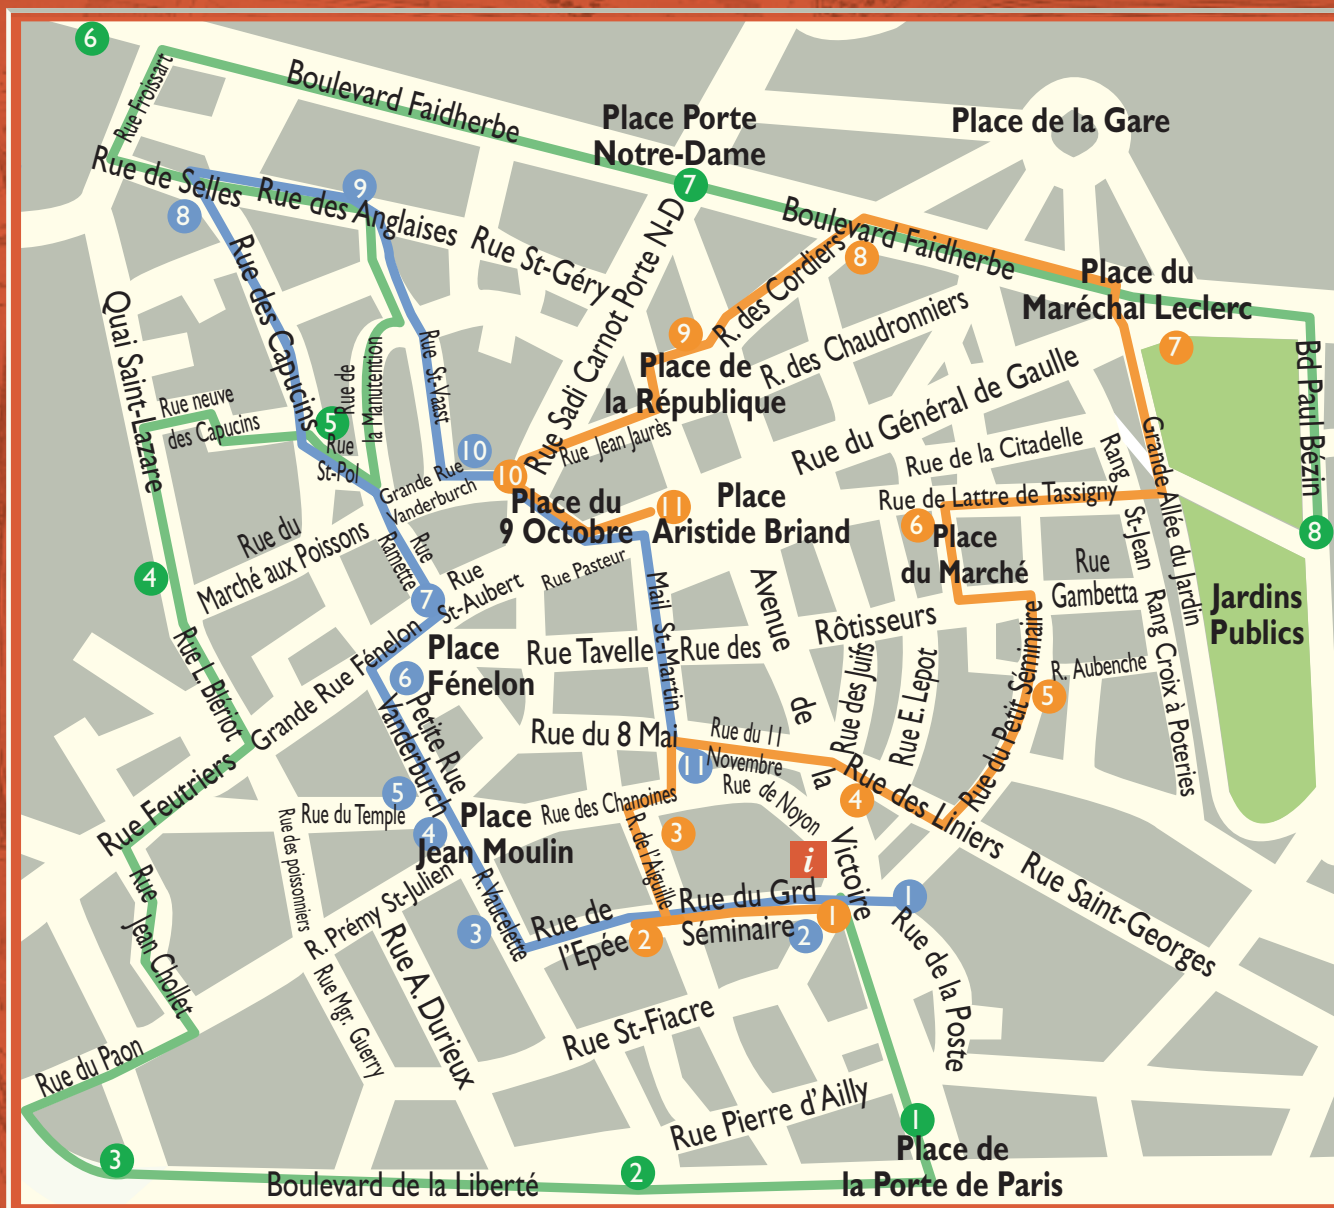 6
Boulevard Faidherbe
Rue Froissart
Place Porte
Notre-Dame
7
Place de la Gare
Rue de Selles
8
9
Rue des Anglaises
Rue St-Géry
Boulevard Faidherbe
8
R. des Cordiers
Place du
Maréchal Leclerc
7
Rue des Capucins
Quai Saint-Lazare
Rue Sadi Carnot Porte N-D
9
Place de
la République
R. des Chaudronniers
Rue du Général de Gaulle
Bd Paul Bézin
8
Rue neuve
des Capucins
5
Rue de
la Manutention
Rue St-Vaast
Rue
St-Pol
10
Grande Rue
Vanderburch
10
Rue Jean Jaurès
Place du
9 Octobre
11
Place
Aristide Briand
Rue de la Citadelle
Rue de Lattre de Tassigny
6
Place
du Marché
Rang
St-Jean
Grande Allée du Jardin
Rue du
Marché aux Poissons
4
Rue
Ramette
7
Rue
St-Aubert
Rue Pasteur
Mail St-Martin
Avenue
de
la
Victoire
Rue
Gambetta
Rang Croix à Poteries
Jardins
Publics
Rue Tavelle
Rue des
Rôtisseurs
Rue des Juifs
Rue E. Lepot
R. Aubenche
5
Rue du Petit Séminaire
Rue L. Blériot
Grande Rue Fénelon
Place
Fénelon
6
Petite Rue
Vanderburch
5
4
Rue du 8 Mai
Rue du 11
Novembre
11
Rue
de Noyon
4
Rue des Liniers
Rue Saint-Georges
Rue Feutriers
Rue du Temple
Rue des poissonniers
Place
Jean Moulin
Rue des Chanoines
3
R. de l'Aiguille
i
Rue
Jean Chollet
R. Prémy St-Julien
R. Vaucelette
3
Rue de
l'Epée
2
Rue du Grd
Séminaire
2
1
1
Rue de la Poste
Rue Mgr. Guerry
Rue A. Durieux
Rue St-Fiacre
Rue du Paon
Rue Pierre d'Ailly
1
Place de
la Porte de Paris
3
Boulevard de la Liberté
2